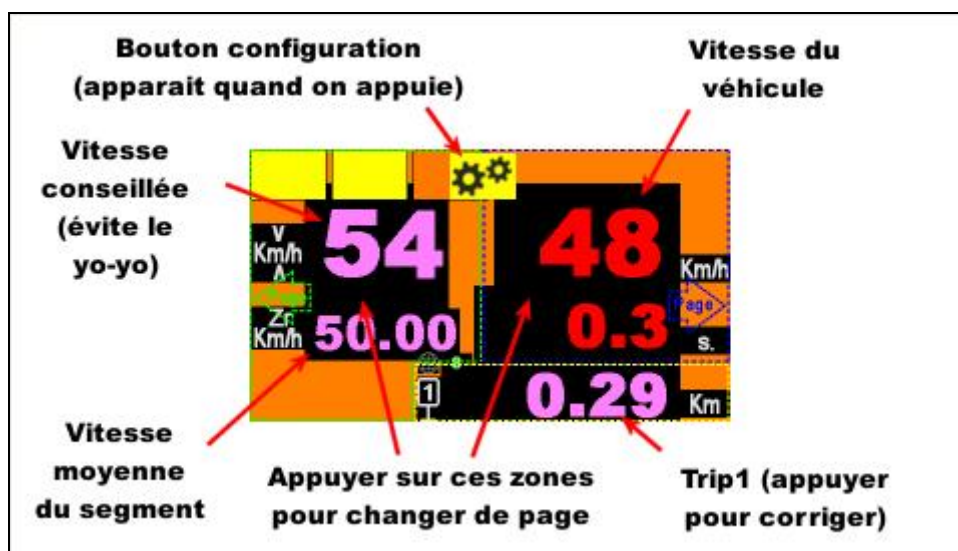 Bouton configuration
(apparait quand on appuie)
Vitesse du
véhicule
Vitesse
conseillée
(évite le
yo-yo)
54
V
Km/h
A
48
Km/h
Page
Zr
Km/h
50.00
0.3
s.
8
1
0.29
Km
Vitesse
moyenne
du segment
Appuyer sur ces zones
pour changer de page
Trip1 (appuyer
pour corriger)